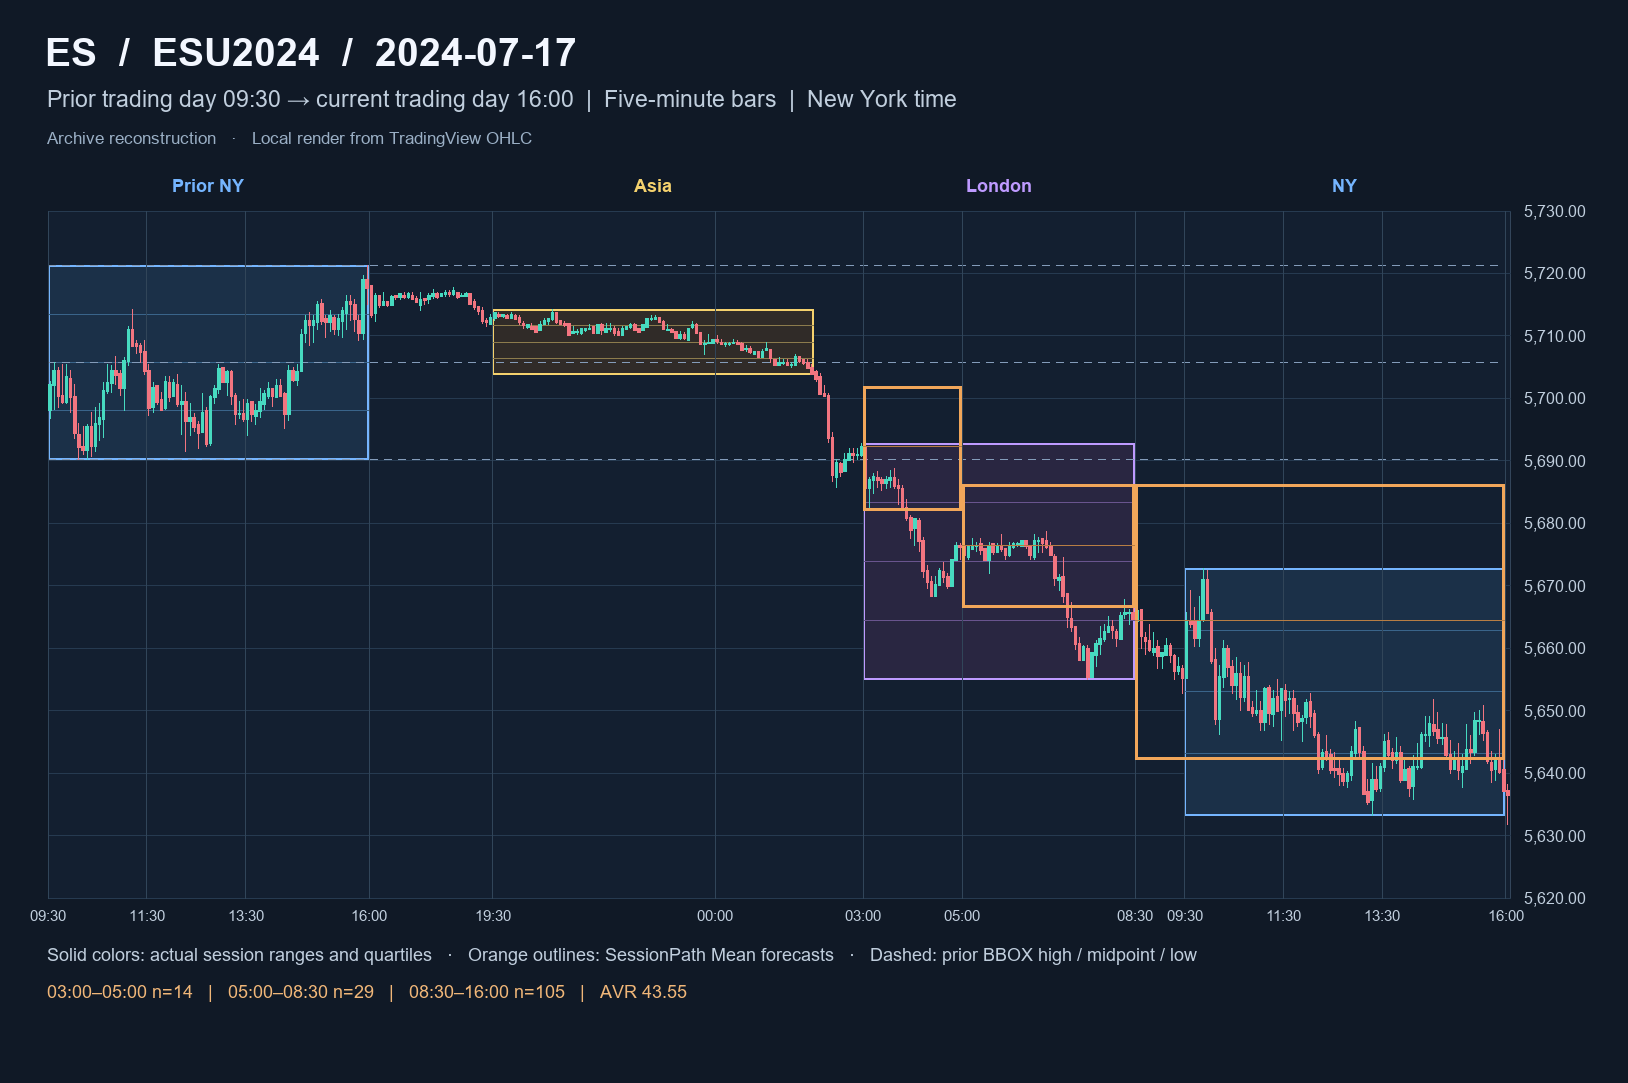 ES / ESU2024 / 2024-07-17
Prior trading day 09:30 → current trading day 16:00 | Five-minute bars | New York time
Archive reconstruction · Local render from TradingView OHLC
Prior NY Asia London NY
5,730.00
5,720.00
5,710.00
5,700.00
5,690.00
5,680.00
5,670.00
5,660.00
5,650.00
5,640.00
5,630.00
5,620.00
09:30 11:30 13:30 16:00 19:30 00:00 03:00 05:00 08:30 09:30 11:30 13:30 16:00
Solid colors: actual session ranges and quartiles · Orange outlines: SessionPath Mean forecasts · Dashed: prior BBOX high / midpoint / low
03:00–05:00 n=14 | 05:00–08:30 n=29 | 08:30–16:00 n=105 | AVR 43.55